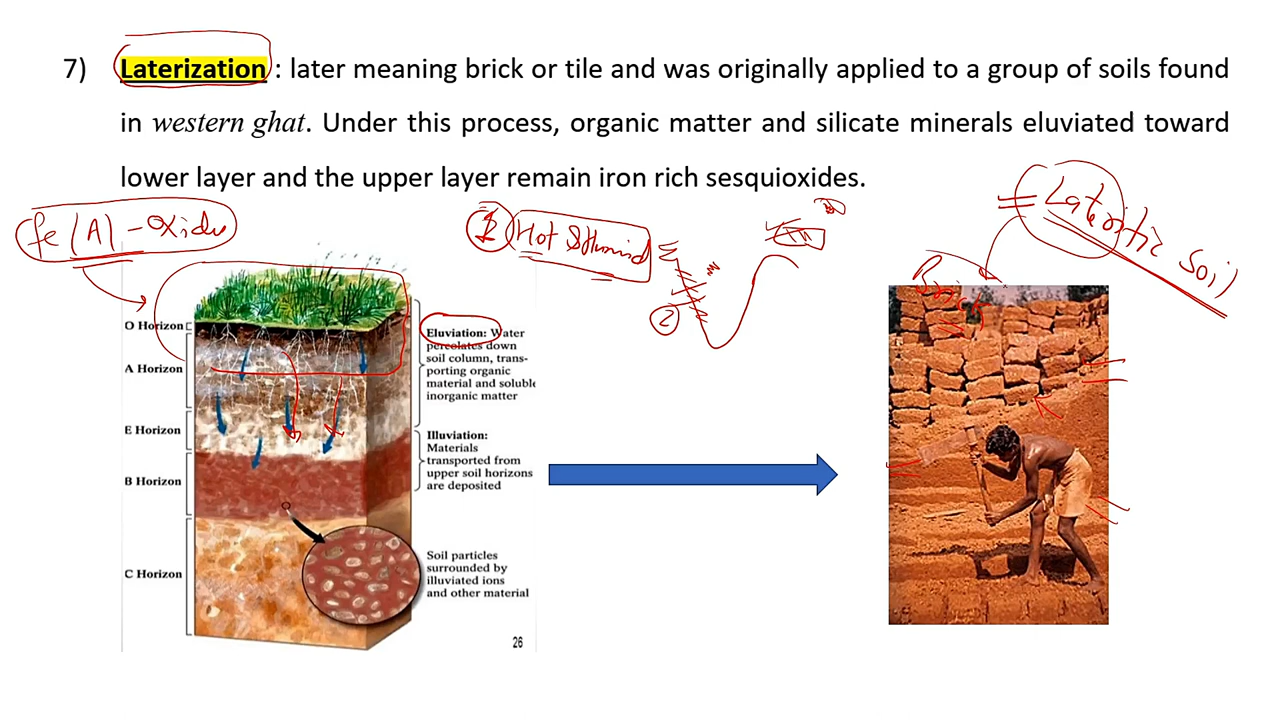 7) Laterization : later meaning brick or tile and was originally applied to a group of soils found
in western ghat. Under this process, organic matter and silicate minerals eluviated toward
lower layer and the upper layer remain iron rich sesquioxides.
= Lateritic Soil
fe (A) - Oxide
1 Hot & Humid
2
Brick
O Horizon
A Horizon
E Horizon
B Horizon
C Horizon
Eluviation: Water
percolates down
soil column, trans-
porting organic
material and soluble
inorganic matter
Illuviation:
Materials
transported from
upper soil horizons
are deposited
Soil particles
surrounded by
illuviated ions
and other material
26